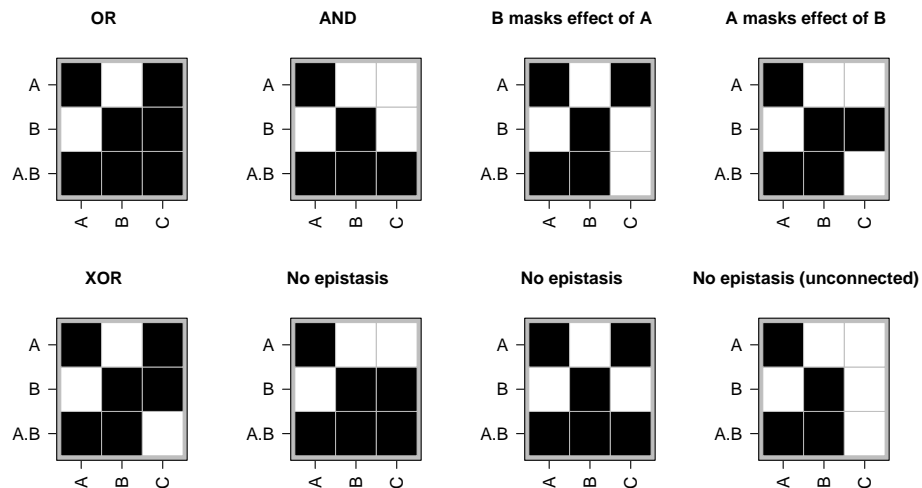 OR
A
B
A.B
A
B
C
AND
A
B
A.B
A
B
C
B masks effect of A
A
B
A.B
A
B
C
A masks effect of B
A
B
A.B
A
B
C
XOR
A
B
A.B
A
B
C
No epistasis
A
B
A.B
A
B
C
No epistasis
A
B
A.B
A
B
C
No epistasis (unconnected)
A
B
A.B
A
B
C